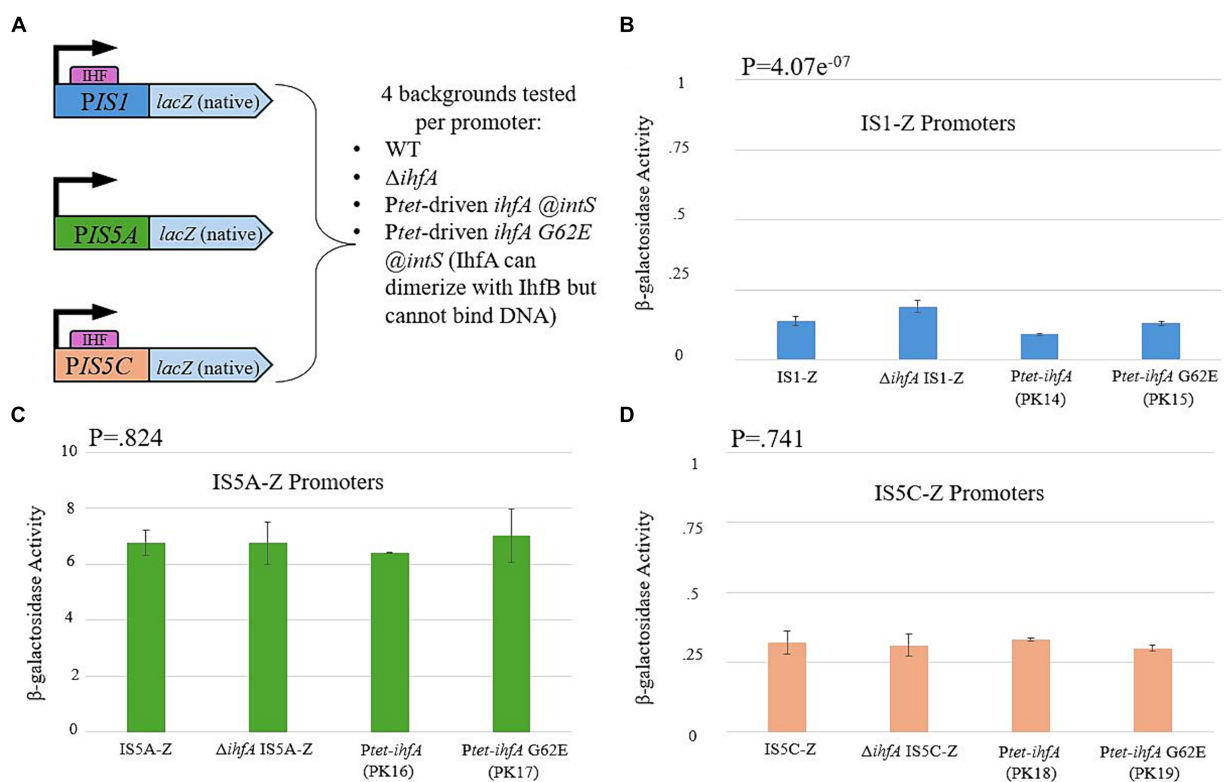 A
IHF
PIS1
lacZ (native)
PIS5A
lacZ (native)
IHF
PIS5C
lacZ (native)
4 backgrounds tested
per promoter:
• WT
• ΔihfA
• Ptet-driven ihfA @intS
• Ptet-driven ihfA G62E
@intS (IhfA can
dimerize with IhfB but
cannot bind DNA)
B
P=4.07e-07
IS1-Z Promoters
β-galactosidase Activity
1
.75
.5
.25
0
IS1-Z
ΔihfA IS1-Z
Ptet-ihfA
(PK14)
Ptet-ihfA G62E
(PK15)
C
P=.824
IS5A-Z Promoters
β-galactosidase Activity
10
8
6
4
2
0
IS5A-Z
ΔihfA IS5A-Z
Ptet-ihfA
(PK16)
Ptet-ihfA G62E
(PK17)
D
P=.741
IS5C-Z Promoters
β-galactosidase Activity
1
.75
.5
.25
0
IS5C-Z
ΔihfA IS5C-Z
Ptet-ihfA
(PK18)
Ptet-ihfA G62E
(PK19)